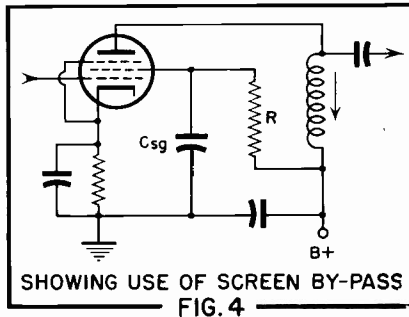 R
Csg
B+
SHOWING USE OF SCREEN BY-PASS
FIG. 4